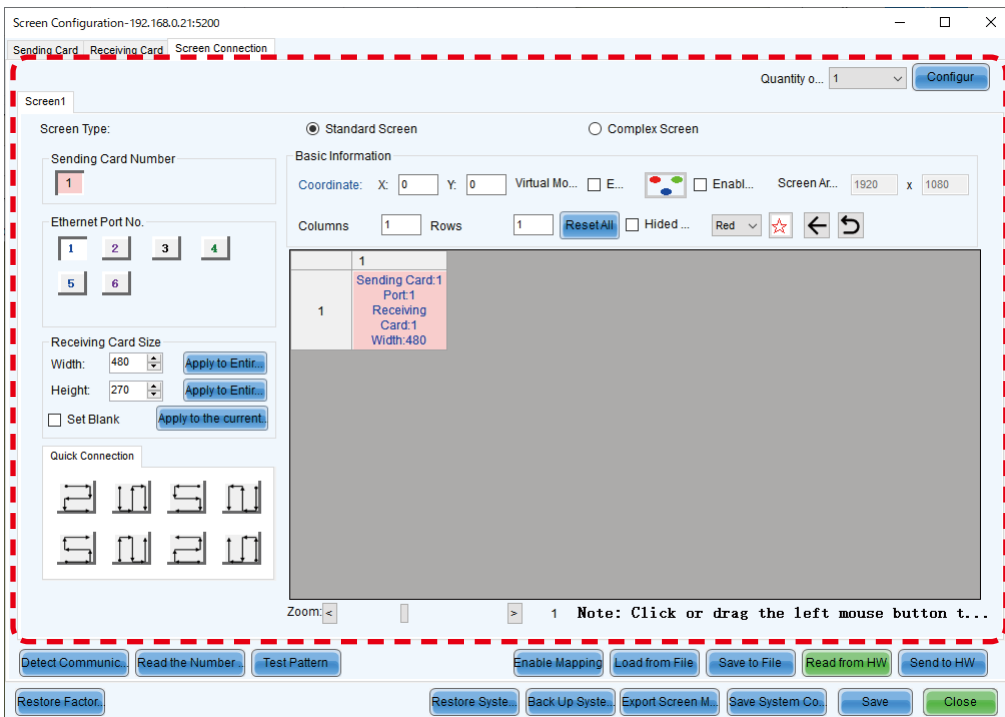 Screen Configuration-192.168.0.21:5200
Sending Card Receiving Card Screen Connection
Quantity o... 1 Configur
Screen1
Screen Type: Standard Screen Complex Screen
Sending Card Number
1
Ethernet Port No.
1 2 3 4
5 6
Receiving Card Size
Width: 480 Apply to Entir...
Height: 270 Apply to Entir...
Set Blank Apply to the current.
Quick Connection
Basic Information
Coordinate: X: 0 Y: 0 Virtual Mo... E... Enabl... Screen Ar... 1920 x 1080
Columns 1 Rows 1 Reset All Hided ... Red
1
1
Sending Card:1
Port:1
Receiving
Card:1
Width:480
Zoom: < > 1 Note: Click or drag the left mouse button t...
Detect Communic.. Read the Number . Test Pattern Enable Mapping Load from File Save to File Read from HW Send to HW
Restore Factor.. Restore Syste... Back Up Syste.. Export Screen M.. Save System Co.. Save Close